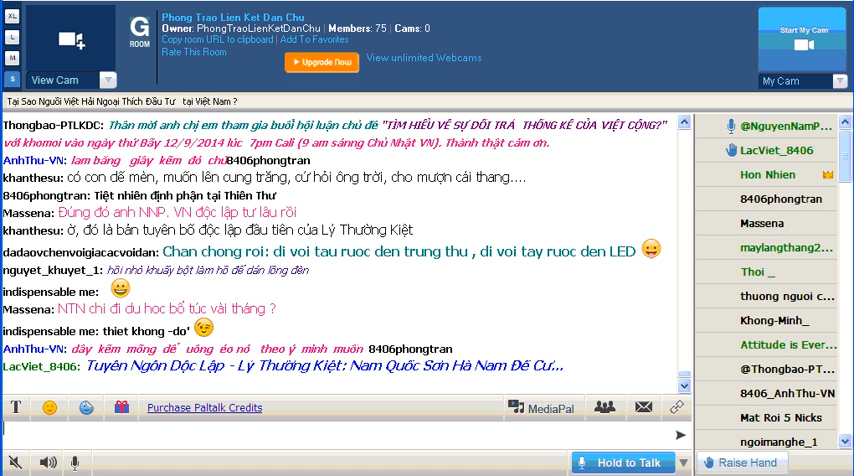 XL
L
M
S
View Cam
G
ROOM
Phong Trao Lien Ket Dan Chu
Owner: PhongTraoLienKetDanChu | Members: 75 | Cams: 0
Copy room URL to clipboard | Add To Favorites
Rate This Room
Upgrade Now
View unlimited Webcams
Start My Cam
My Cam
Tại Sao Người Việt Hải Ngoại Thích Đầu Tư tại Việt Nam ?
Thongbao-PTLKDC: Thân mời anh chị em tham gia buổi hội luận chủ đề "TÌM HIỂU VỀ SỰ DỐI TRÁ THỐNG KÊ CỦA VIỆT CỘNG?"
với khomoi vào ngày thứ Bảy 12/9/2014 lúc 7pm Cali (9 am sánng Chủ Nhật VN). Thành thật cám ơn.
AnhThu-VN: lam băng giây kẽm đó chứ 8406phongtran
khanthesu: có con dế mèn, muốn lên cung trăng, cứ hỏi ông trời, cho mượn cái thang....
8406phongtran: Tiệt nhiên định phận tại Thiên Thư
Massena: Đúng đó anh NNP. VN độc lập từ lâu rồi
khanthesu: ờ, đó là bản tuyên bố độc lập đầu tiên của Lý Thường Kiệt
dadaovchenvoigiacacvoidan: Chan chong roi: di voi tau ruoc den trung thu , di voi tay ruoc den LED
nguyet_khuyet_1: hồi nhỏ khuấy bột làm hồ để dán lồng đèn
indispensable me:
Massena: NTN chi đi du học bổ túc vài tháng ?
indispensable me: thiet khong -do'
AnhThu-VN: dây kẽm mỏng dể uông éo nó theo ý mình muốn 8406phongtran
LacViet_8406: Tuyên Ngôn Độc Lập - Lý Thường Kiệt: Nam Quốc Sơn Hà Nam Đế Cư...
@NguyenNamP...
LacViet_8406
Hon Nhien
8406phongtran
Massena
maylangthang2...
Thoi _
thuong nguoi c...
Khong-Minh_
Attitude is Ever...
@Thongbao-PT...
8406_AnhThu-VN
Mat Roi 5 Nicks
ngoimanghe_1
T
Purchase Paltalk Credits
MediaPal
Hold to Talk
Raise Hand